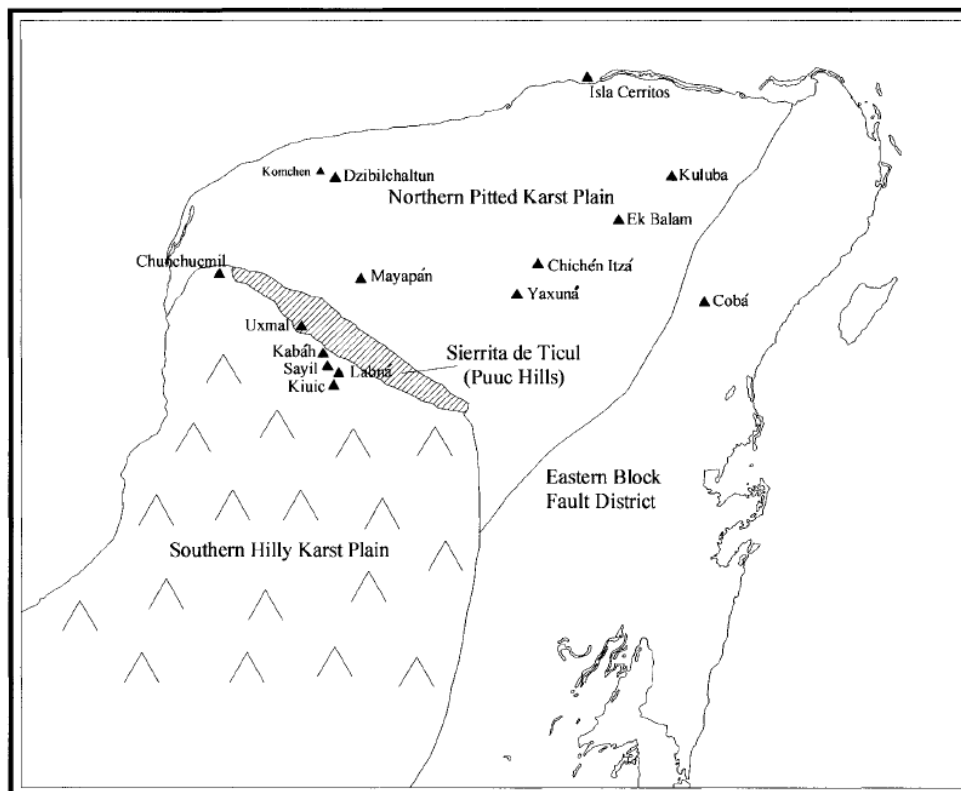 Isla Cerritos
Komchen
Dzibilchaltun
Kuluba
Northern Pitted Karst Plain
Ek Balam
Chunchucmil
Mayapán
Chichén Itzá
Yaxuná
Cobá
Uxmal
Kabáh
Sierrita de Ticul
(Puuc Hills)
Sayil
Labná
Kiuic
Eastern Block
Fault District
Southern Hilly Karst Plain